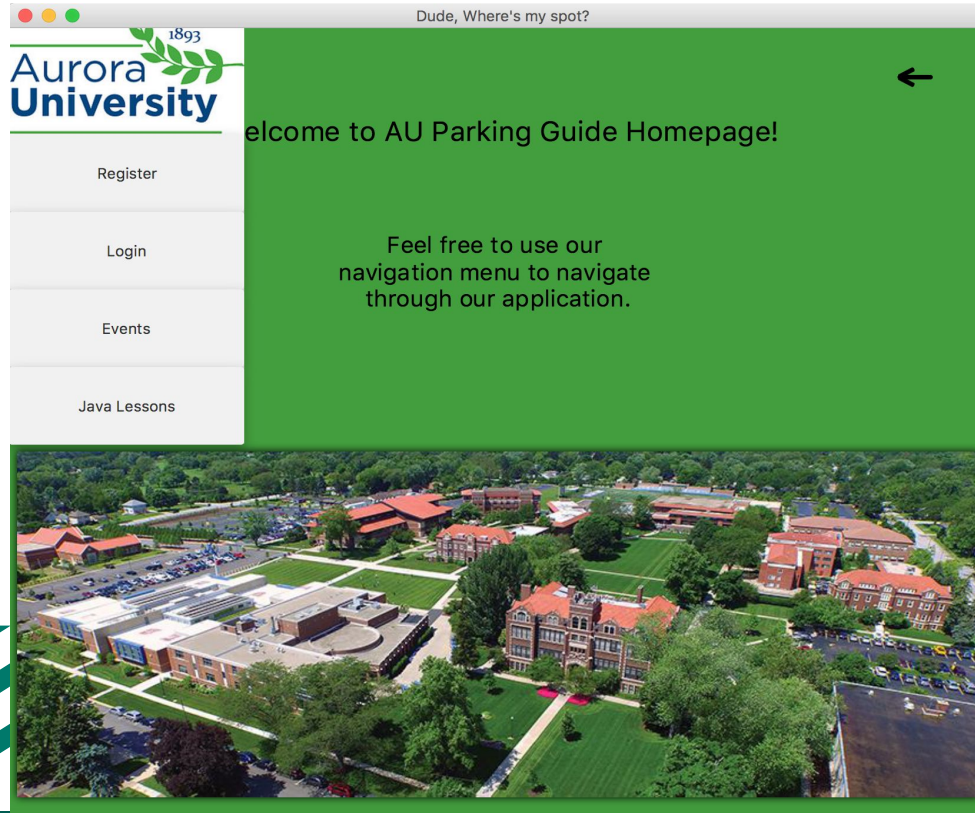 Dude, Where's my spot?
1893
Aurora
University
elcome to AU Parking Guide Homepage!
Register
Login
Feel free to use our
navigation menu to navigate
through our application.
Events
Java Lessons